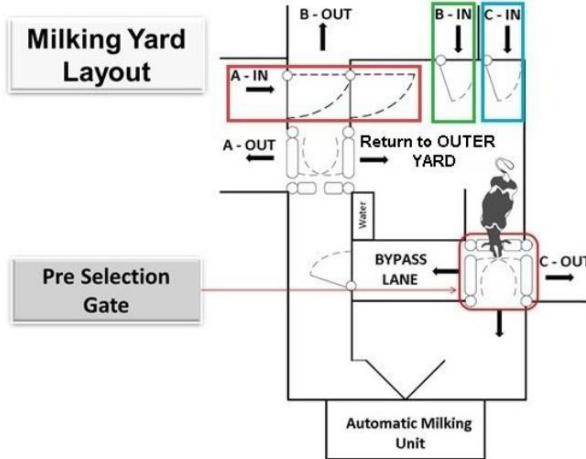 Milking Yard
Layout
B - OUT
B - IN
C - IN
A - IN
A - OUT
Return to OUTER
YARD
Water
Pre Selection
Gate
BYPASS
LANE
C - OUT
Automatic Milking
Unit